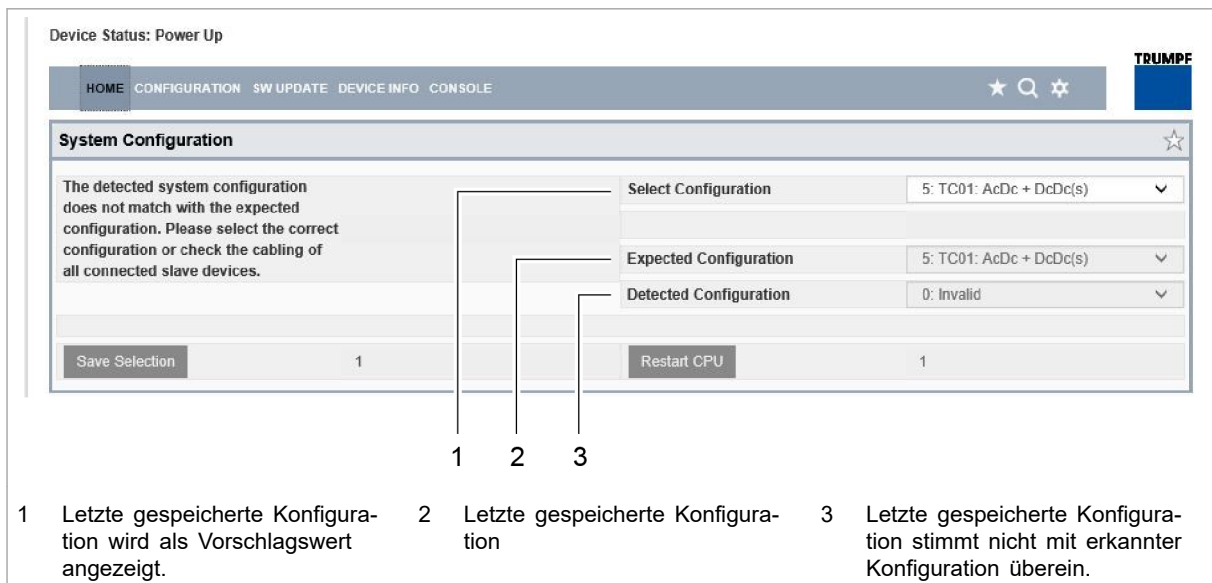 Device Status: Power Up
TRUMPF
HOME CONFIGURATION SW UPDATE DEVICE INFO CONSOLE
System Configuration
The detected system configuration
does not match with the expected
configuration. Please select the correct
configuration or check the cabling of
all connected slave devices.
Select Configuration 5: TC01: AcDc + DcDc(s)
Expected Configuration 5: TC01: AcDc + DcDc(s)
Detected Configuration 0: Invalid
Save Selection 1 Restart CPU 1
1 2 3
1 Letzte gespeicherte Konfigura-
tion wird als Vorschlagswert
angezeigt.
2 Letzte gespeicherte Konfigura-
tion
3 Letzte gespeicherte Konfigura-
tion stimmt nicht mit erkannter
Konfiguration überein.